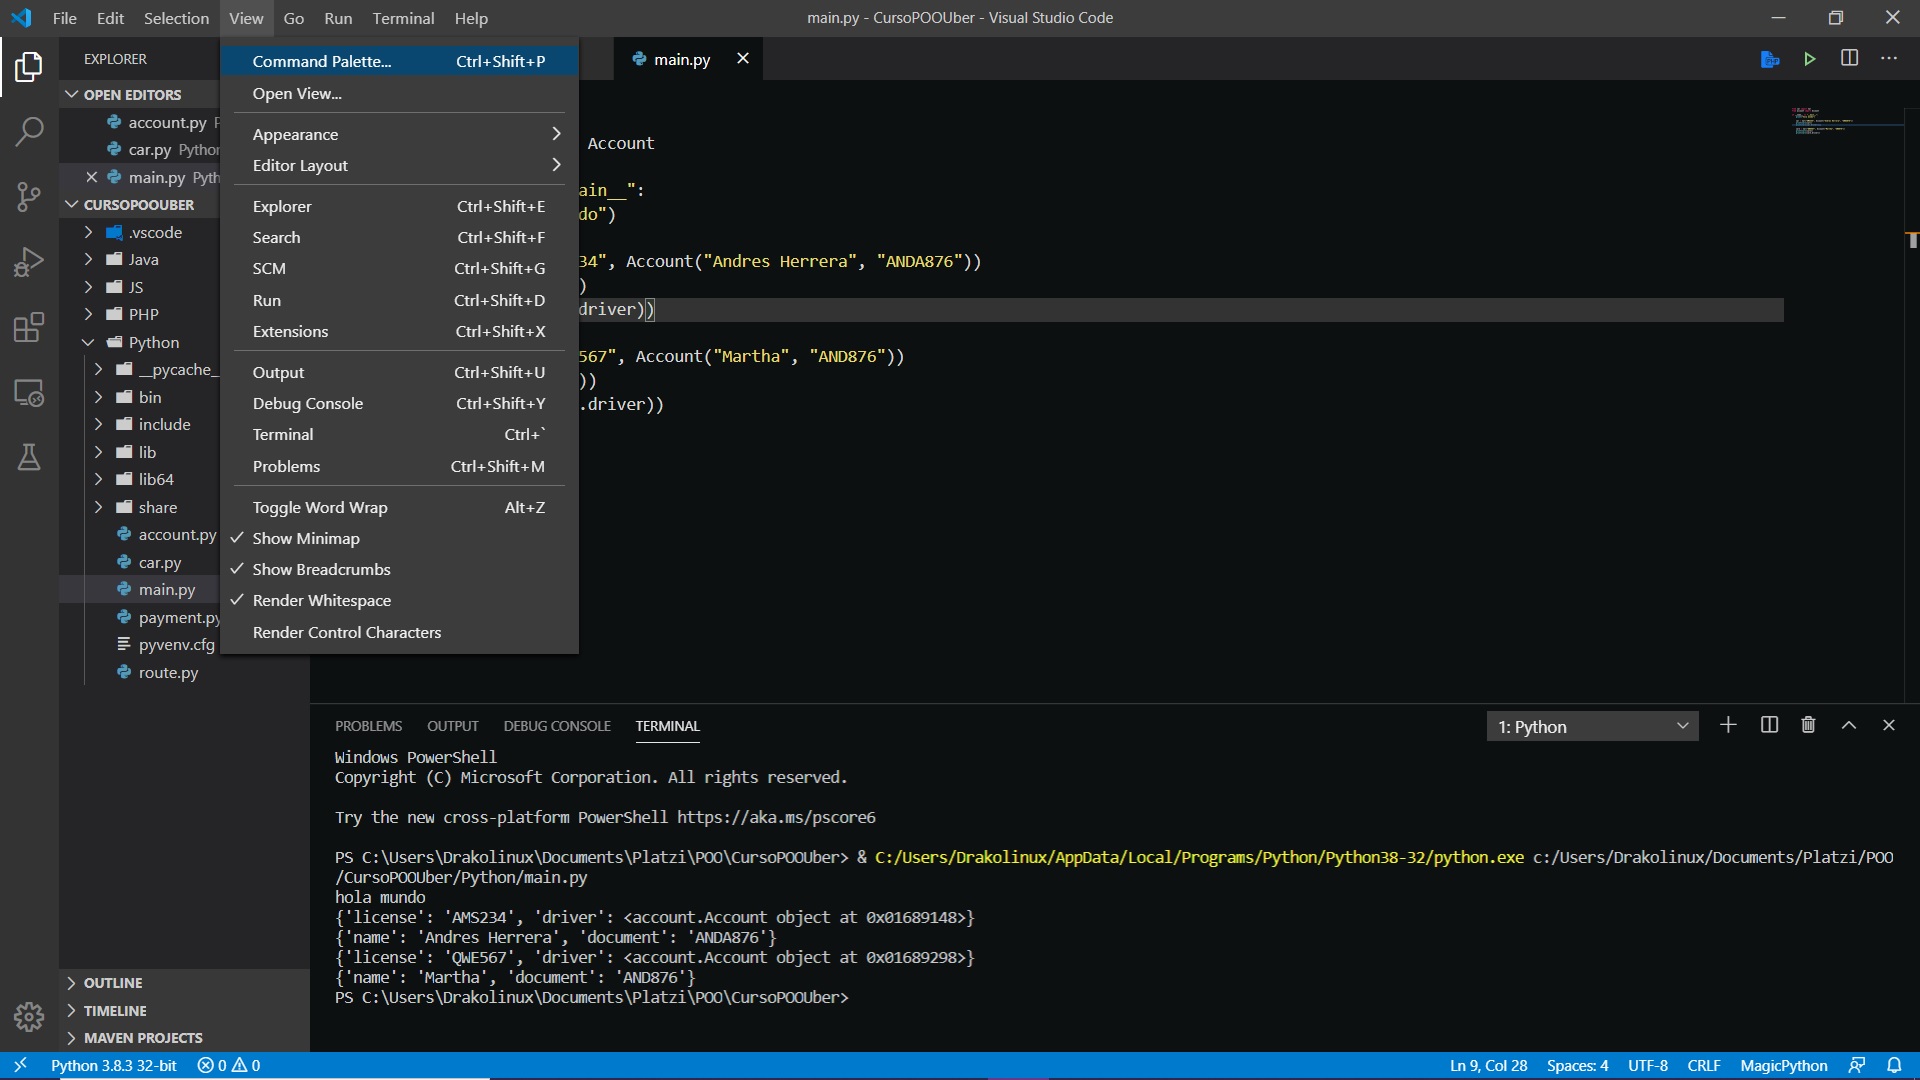 File Edit Selection View Go Run Terminal Help
main.py - CursoPOOUber - Visual Studio Code
EXPLORER
OPEN EDITORS
account.py
car.py Python
main.py Pyth
CURSOPOOUBER
.vscode
Java
JS
PHP
Python
__pycache_
bin
include
lib
lib64
share
account.py
car.py
main.py
payment.py
pyvenv.cfg
route.py
OUTLINE
TIMELINE
MAVEN PROJECTS
Command Palette... Ctrl+Shift+P
Open View...
Appearance
Editor Layout
Explorer Ctrl+Shift+E
Search Ctrl+Shift+F
SCM Ctrl+Shift+G
Run Ctrl+Shift+D
Extensions Ctrl+Shift+X
Output Ctrl+Shift+U
Debug Console Ctrl+Shift+Y
Terminal Ctrl+`
Problems Ctrl+Shift+M
Toggle Word Wrap Alt+Z
Show Minimap
Show Breadcrumbs
Render Whitespace
Render Control Characters
main.py
Account
ain__":
do")
34", Account("Andres Herrera", "ANDA876"))
)
driver))
567", Account("Martha", "AND876"))
))
.driver))
PROBLEMS OUTPUT DEBUG CONSOLE TERMINAL
1: Python
Windows PowerShell
Copyright (C) Microsoft Corporation. All rights reserved.
Try the new cross-platform PowerShell https://aka.ms/pscore6
PS C:\Users\Drakolinux\Documents\Platzi\POO\CursoPOOUber> & C:/Users/Drakolinux/AppData/Local/Programs/Python/Python38-32/python.exe c:/Users/Drakolinux/Documents/Platzi/POO
/CursoPOOUber/Python/main.py
hola mundo
{'license': 'AMS234', 'driver': <account.Account object at 0x01689148>}
{'name': 'Andres Herrera', 'document': 'ANDA876'}
{'license': 'QWE567', 'driver': <account.Account object at 0x01689298>}
{'name': 'Martha', 'document': 'AND876'}
PS C:\Users\Drakolinux\Documents\Platzi\POO\CursoPOOUber>
Python 3.8.3 32-bit 0 0
Ln 9, Col 28 Spaces: 4 UTF-8 CRLF MagicPython